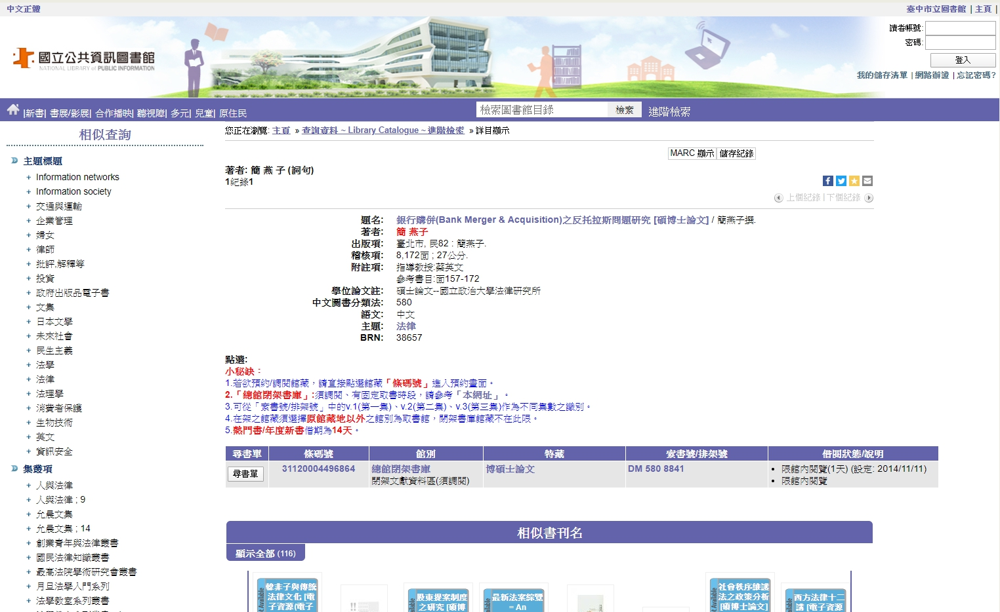 中文正體
臺中市立圖書館 | 主頁 |
國立公共資訊圖書館
NATIONAL LIBRARY of PUBLIC INFORMATION
讀者帳號:
密碼:
登入
我的儲存清單 | 網路辦證 | 忘記密碼?
|新書| 書展/影展| 合作播映| 聽視障| 多元| 兒童| 原住民
檢索圖書館目錄 檢索 進階檢索
相似查詢
主題標題
+ Information networks
+ Information society
+ 交通與運輸
+ 企業管理
+ 婦女
+ 律師
+ 批評,解釋等
+ 投資
+ 政府出版品電子書
+ 文集
+ 日本文學
+ 未來社會
+ 民生主義
+ 法學
+ 法律
+ 法理學
+ 消費者保護
+ 生物技術
+ 英文
+ 資訊安全
集叢項
+ 人與法律
+ 人與法律 ; 9
+ 允晨文集
+ 允晨文集 ; 14
+ 創業青年與法律叢書
+ 國民法律知識叢書
+ 最高法院學術研究會叢書
+ 月旦法學入門系列
+ 法學教室系列叢書
您正在瀏覽: 主頁 » 查詢資料 ~ Library Catalogue ~ 進階檢索 » 詳目顯示
MARC 顯示 儲存紀錄
著者: 簡 燕 子 (詞句)
1紀錄1
上個紀錄 | 下個紀錄
題名: 銀行購併(Bank Merger & Acquisition)之反托拉斯問題研究 [碩博士論文] / 簡燕子撰.
著者: 簡 燕子
出版項: 臺北市, 民82 : 簡燕子.
稽核項: 8,172面 ; 27公分.
附註項: 指導教授:蔡英文
參考書目:面157-172
學位論文註: 碩士論文--國立政治大學法律研究所
中文圖書分類法: 580
語文: 中文
主題: 法律
BRN: 38657
點選:
小秘訣：
1.若欲預約/調閱館藏，請直接點選館藏「條碼號」進入預約畫面。
2.「總館閉架書庫」:須調閱、有固定取書時段，請參考「本網址」。
3.可從「索書號/排架號」中的v.1(第一集)、v.2(第二集)、v.3(第三集)作為不同集數之識別。
4.在架之館藏須選擇原館藏地以外之館別為取書館，閉架書庫館藏不在此限。
5.熱門書/年度新書借期為14天。
尋書單 條碼號 館別 特藏 索書號/排架號 借閱狀態/說明
尋書單 31120004496864 總館閉架書庫 博碩士論文 DM 580 8841 • 限館內閱覽(1天) (設定: 2014/11/11)
閉架文獻資料區(須調閱) • 限館內閱覽
相似書刊名
顯示全部 (116)
韓非子與傳統
法律文化 [電
子資源(電子
股東提案制度
之研究 [碩博
最新法案綜覽
= An
社會秩序維護
法之政策分析
[碩博士論文]
西方法律十二
講 [電子資源